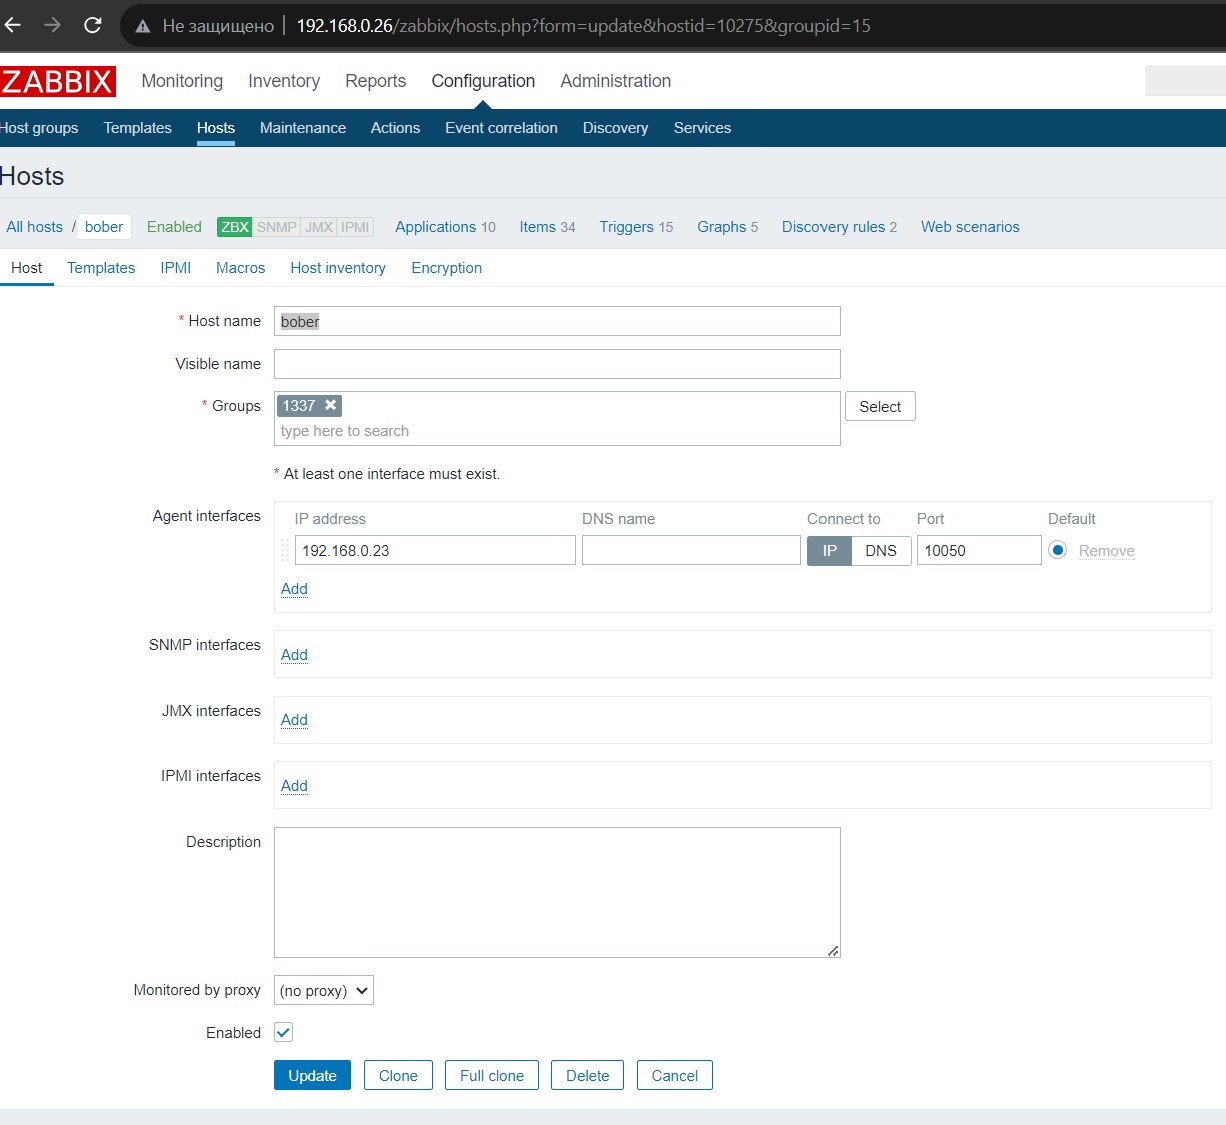 Не защищено 192.168.0.26/zabbix/hosts.php?form=update&hostid=10275&groupid=15
ZABBIX Monitoring Inventory Reports Configuration Administration
Host groups Templates Hosts Maintenance Actions Event correlation Discovery Services
Hosts
All hosts / bober Enabled ZBX SNMP JMX IPMI Applications 10 Items 34 Triggers 15 Graphs 5 Discovery rules 2 Web scenarios
Host Templates IPMI Macros Host inventory Encryption
* Host name bober
Visible name
* Groups 1337 Select
type here to search
* At least one interface must exist.
Agent interfaces IP address DNS name Connect to Port Default
192.168.0.23 IP DNS 10050 Remove
Add
SNMP interfaces Add
JMX interfaces Add
IPMI interfaces Add
Description
Monitored by proxy (no proxy)
Enabled
Update Clone Full clone Delete Cancel